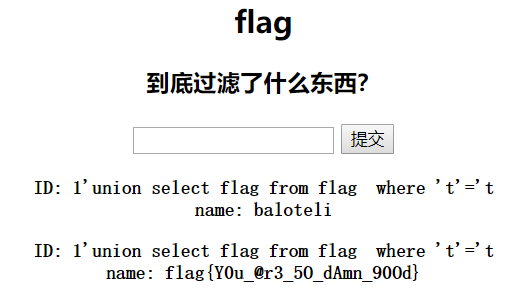 flag
到底过滤了什么东西？
提交
ID: 1'union select flag from flag  where 't'='t
name: baloteli
ID: 1'union select flag from flag  where 't'='t
name: flag{Y0u_@r3_5O_dAmn_90Od}